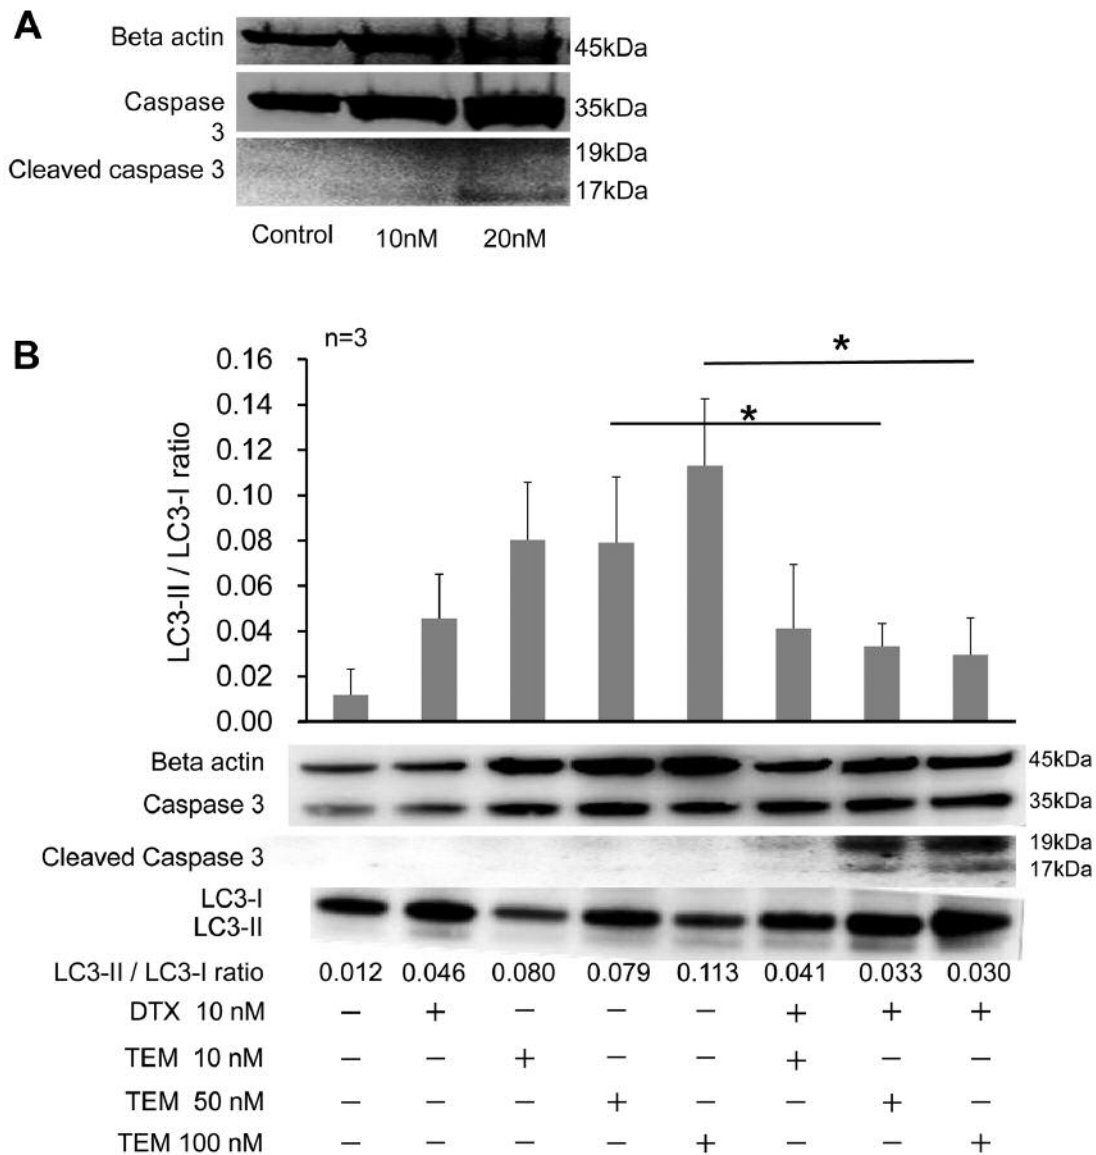 A
Beta actin
45kDa
Caspase
3
35kDa
Cleaved caspase 3
19kDa
17kDa
Control 10nM 20nM
B
n=3
LC3-II / LC3-I ratio
0.16
0.14
0.12
0.10
0.08
0.06
0.04
0.02
0.00
*
*
Beta actin 45kDa
Caspase 3 35kDa
Cleaved Caspase 3
19kDa
17kDa
LC3-I
LC3-II
LC3-II / LC3-I ratio 0.012 0.046 0.080 0.079 0.113 0.041 0.033 0.030
DTX 10 nM − + − − − + + +
TEM 10 nM − − + − − + − −
TEM 50 nM − − − + − − + −
TEM 100 nM − − − − + − − +